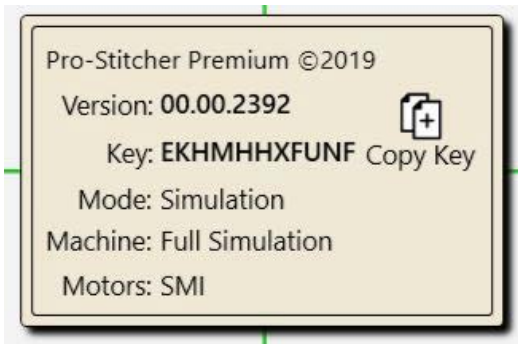 Pro-Stitcher Premium ©2019
Version: 00.00.2392
Key: EKHMHHXFUNF Copy Key
Mode: Simulation
Machine: Full Simulation
Motors: SMI